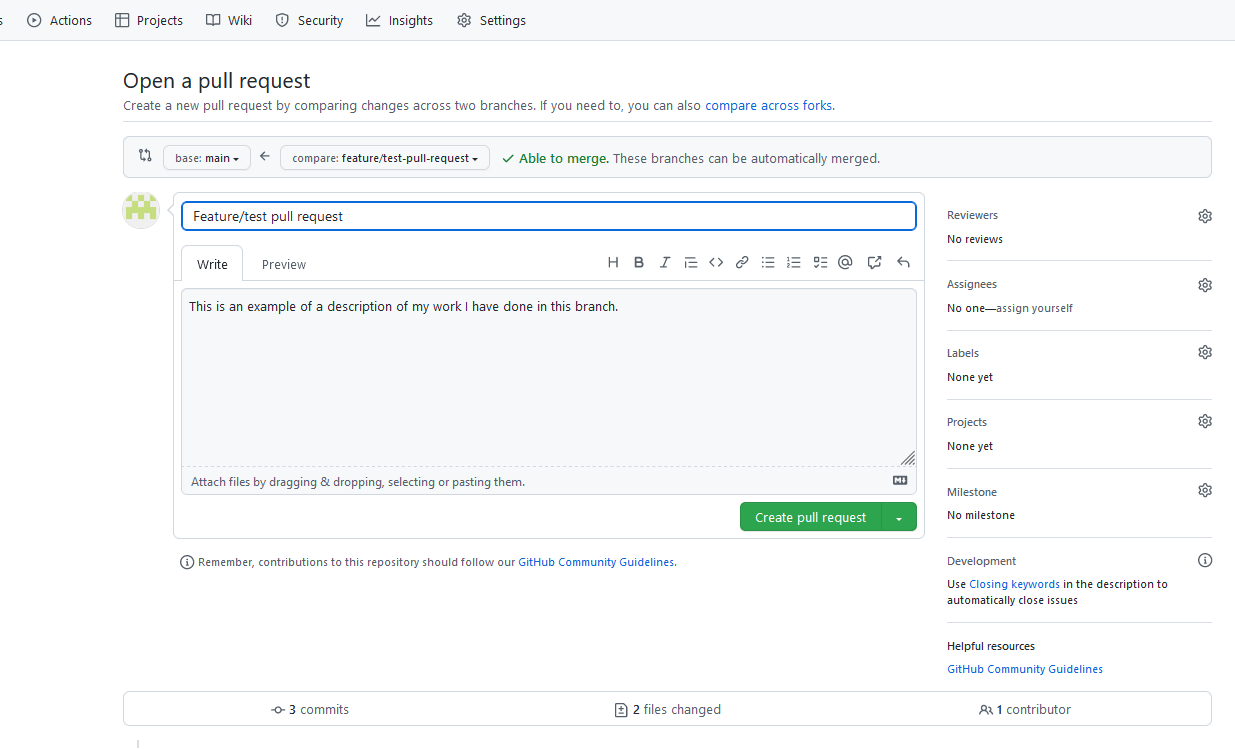 s Actions Projects Wiki Security Insights Settings
Open a pull request
Create a new pull request by comparing changes across two branches. If you need to, you can also compare across forks.
base: main compare: feature/test-pull-request Able to merge. These branches can be automatically merged.
Feature/test pull request
Write Preview
This is an example of a description of my work I have done in this branch.
Attach files by dragging & dropping, selecting or pasting them.
Create pull request
Remember, contributions to this repository should follow our GitHub Community Guidelines.
Reviewers
No reviews
Assignees
No one—assign yourself
Labels
None yet
Projects
None yet
Milestone
No milestone
Development
Use Closing keywords in the description to
automatically close issues
Helpful resources
GitHub Community Guidelines
3 commits 2 files changed 1 contributor